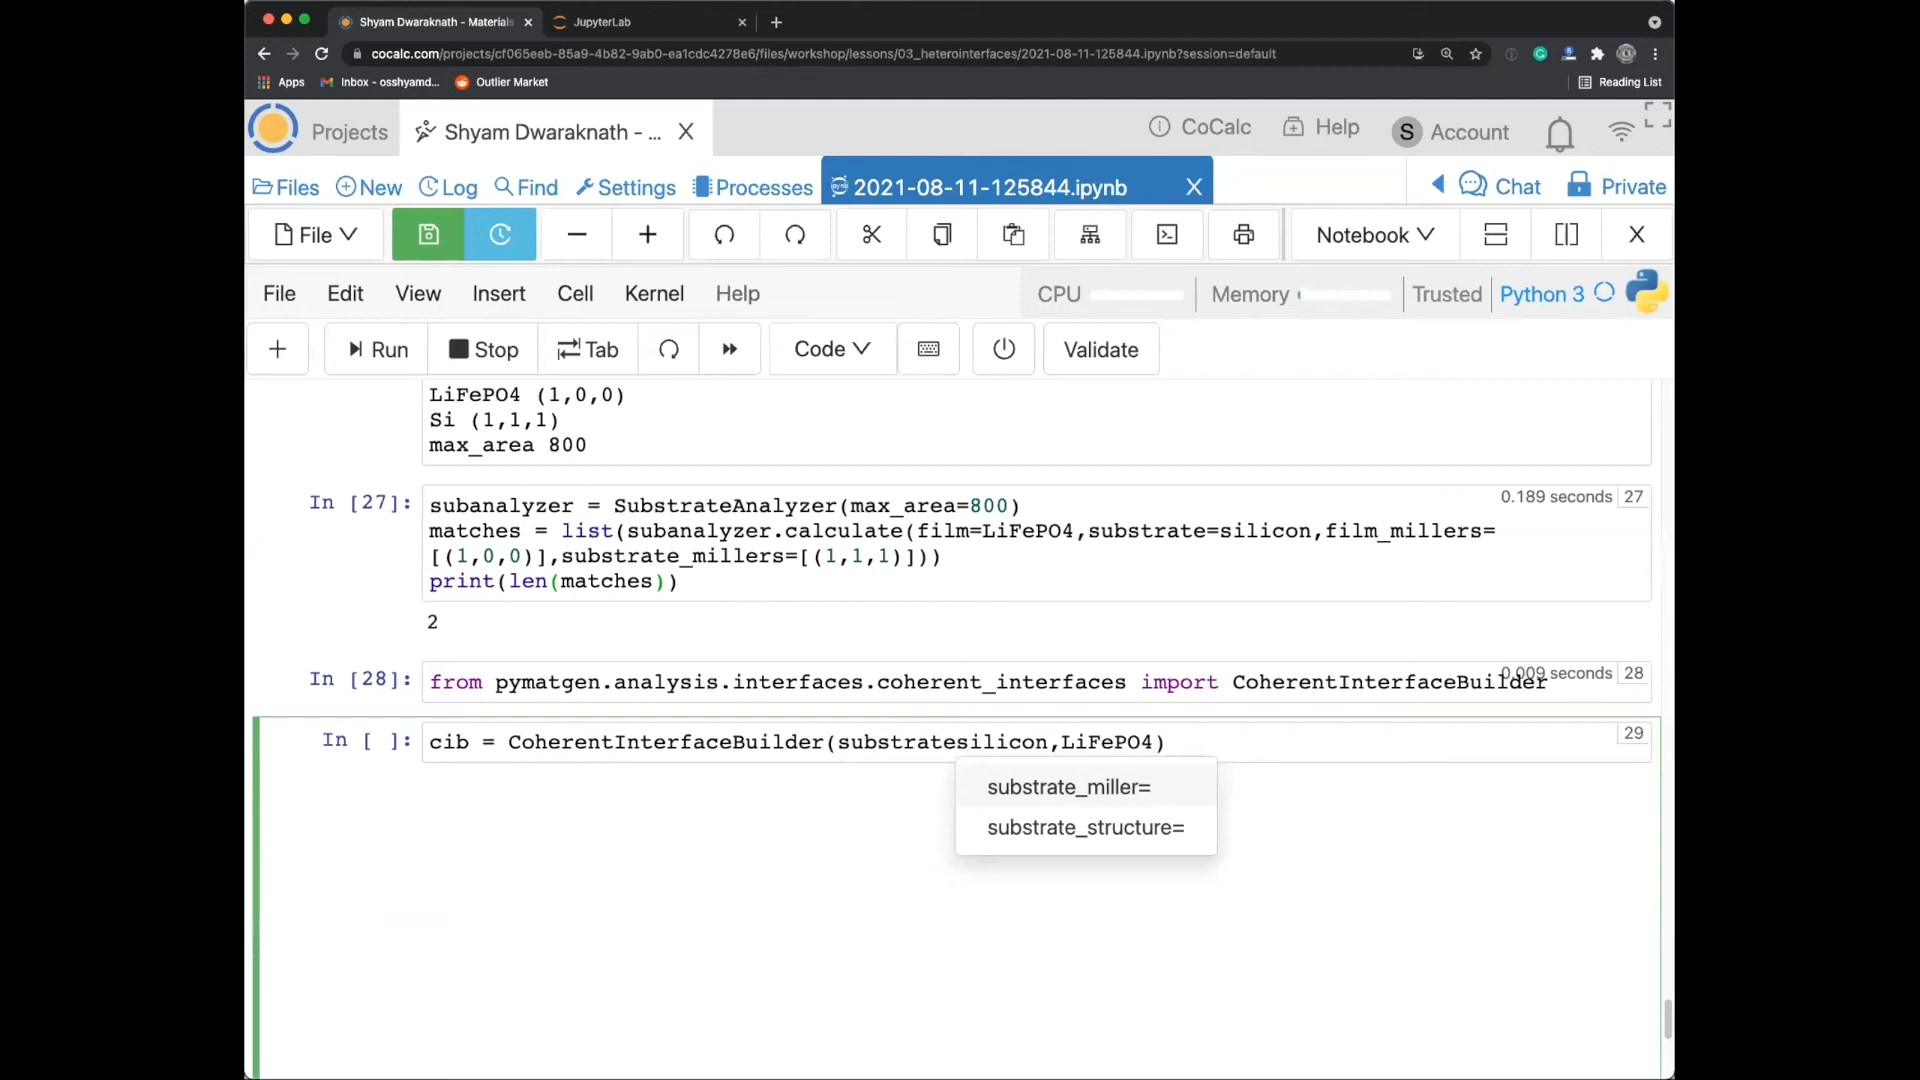 Shyam Dwaraknath - Materials
JupyterLab
cocalc.com/projects/cf065eeb-85a9-4b82-9ab0-ea1cdc4278e6/files/workshop/lessons/03_heterointerfaces/2021-08-11-125844.ipynb?session=default
Apps
Inbox - osshyamd...
Outlier Market
Reading List
Projects
Shyam Dwaraknath - ...
CoCalc
Help
S
Account
Files
New
Log
Find
Settings
Processes
2021-08-11-125844.ipynb
Chat
Private
File
Notebook
File
Edit
View
Insert
Cell
Kernel
Help
CPU
Memory
Trusted
Python 3
Run
Stop
Tab
Code
Validate
LiFePO4 (1,0,0)
Si (1,1,1)
max_area 800
In [27]:
0.189 seconds 27
subanalyzer = SubstrateAnalyzer(max_area=800)
matches = list(subanalyzer.calculate(film=LiFePO4,substrate=silicon,film_millers=
[(1,0,0)],substrate_millers=[(1,1,1)]))
print(len(matches))
2
In [28]:
0.009 seconds 28
from pymatgen.analysis.interfaces.coherent_interfaces import CoherentInterfaceBuilder
In [ ]:
29
cib = CoherentInterfaceBuilder(substratesilicon,LiFePO4)
substrate_miller=
substrate_structure=